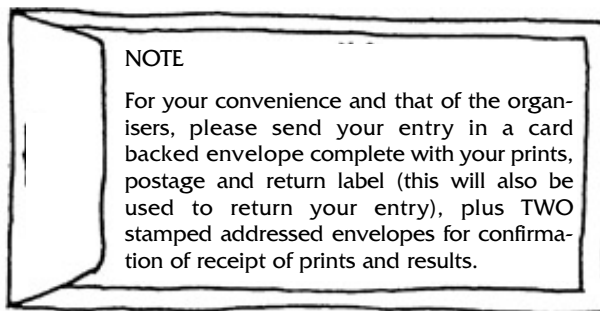 NOTE
For your convenience and that of the organ-
isers, please send your entry in a card
backed envelope complete with your prints,
postage and return label (this will also be
used to return your entry), plus TWO
stamped addressed envelopes for confirma-
tion of receipt of prints and results.